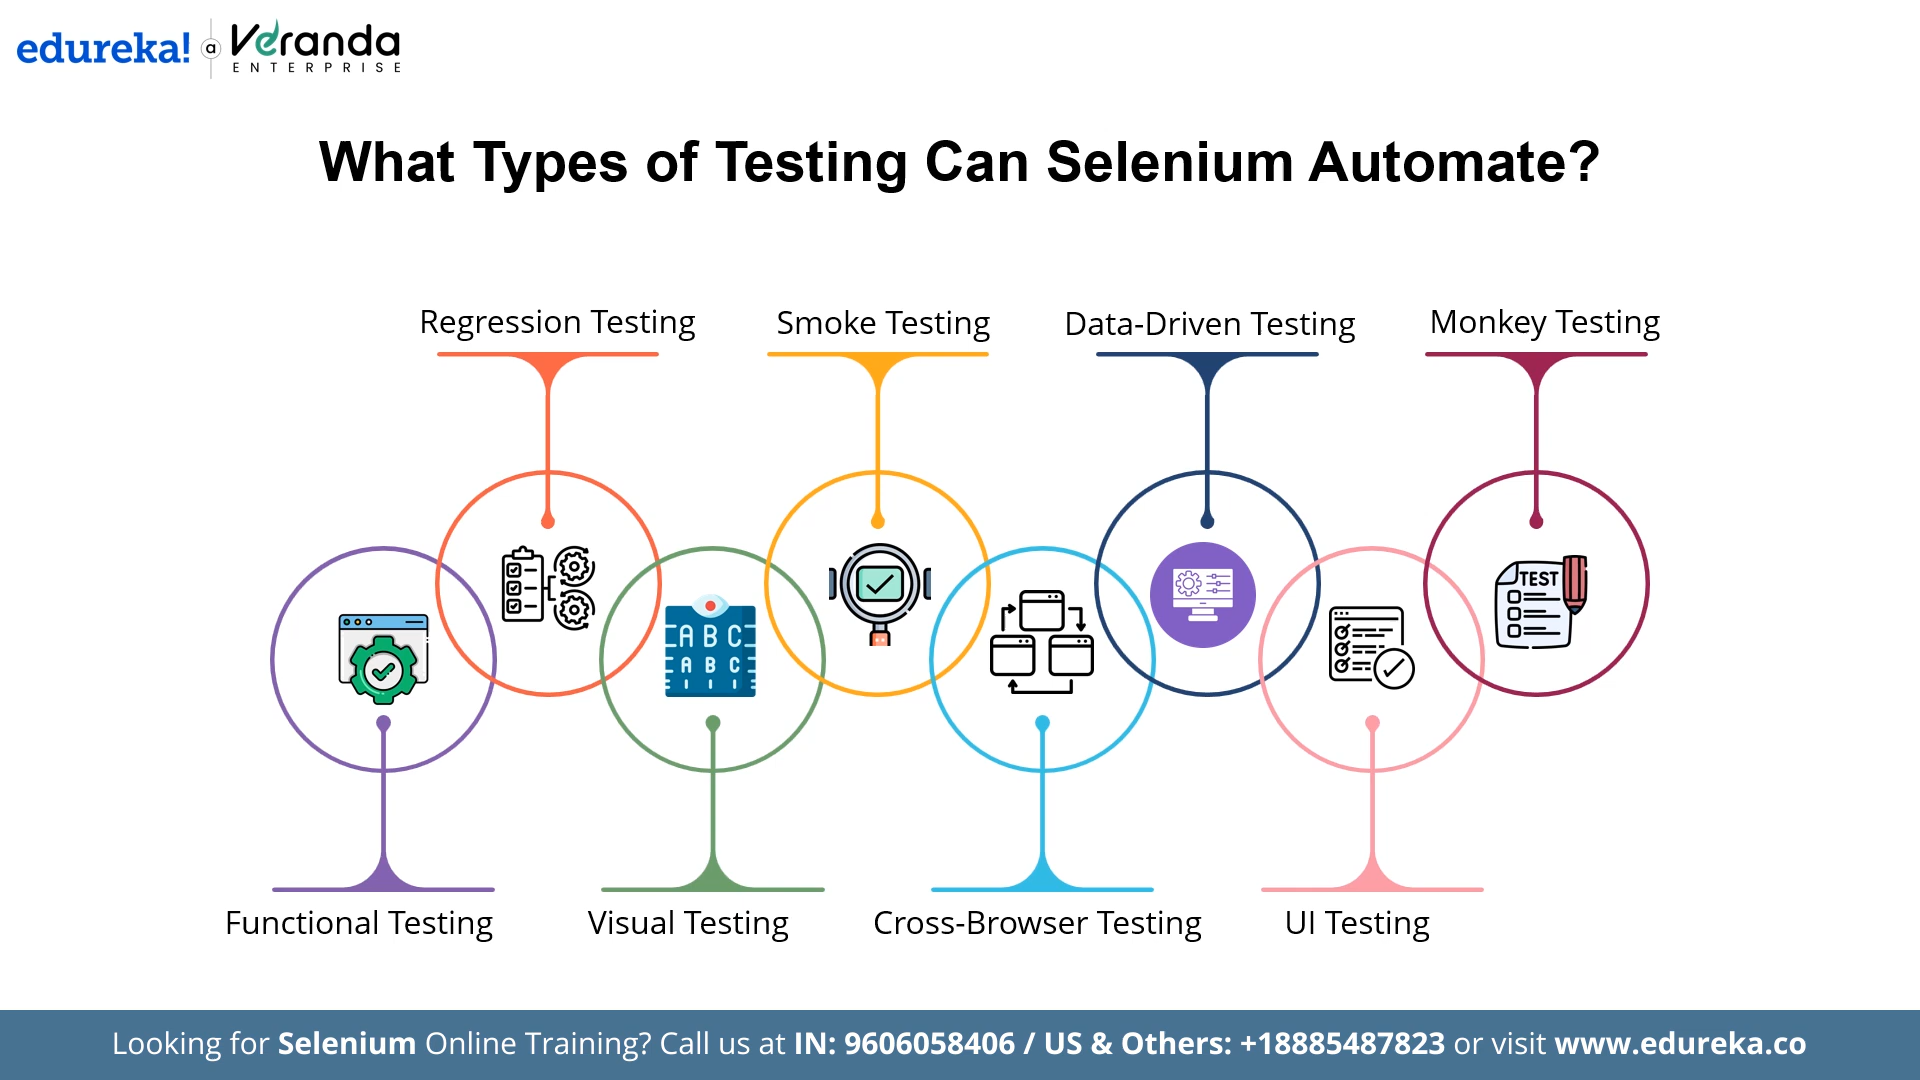 edureka! a Veranda
ENTERPRISE
What Types of Testing Can Selenium Automate?
Regression Testing
Smoke Testing
Data-Driven Testing
Monkey Testing
A B C
A B C
TEST
Functional Testing
Visual Testing
Cross-Browser Testing
UI Testing
Looking for Selenium Online Training? Call us at IN: 9606058406 / US & Others: +18885487823 or visit www.edureka.co